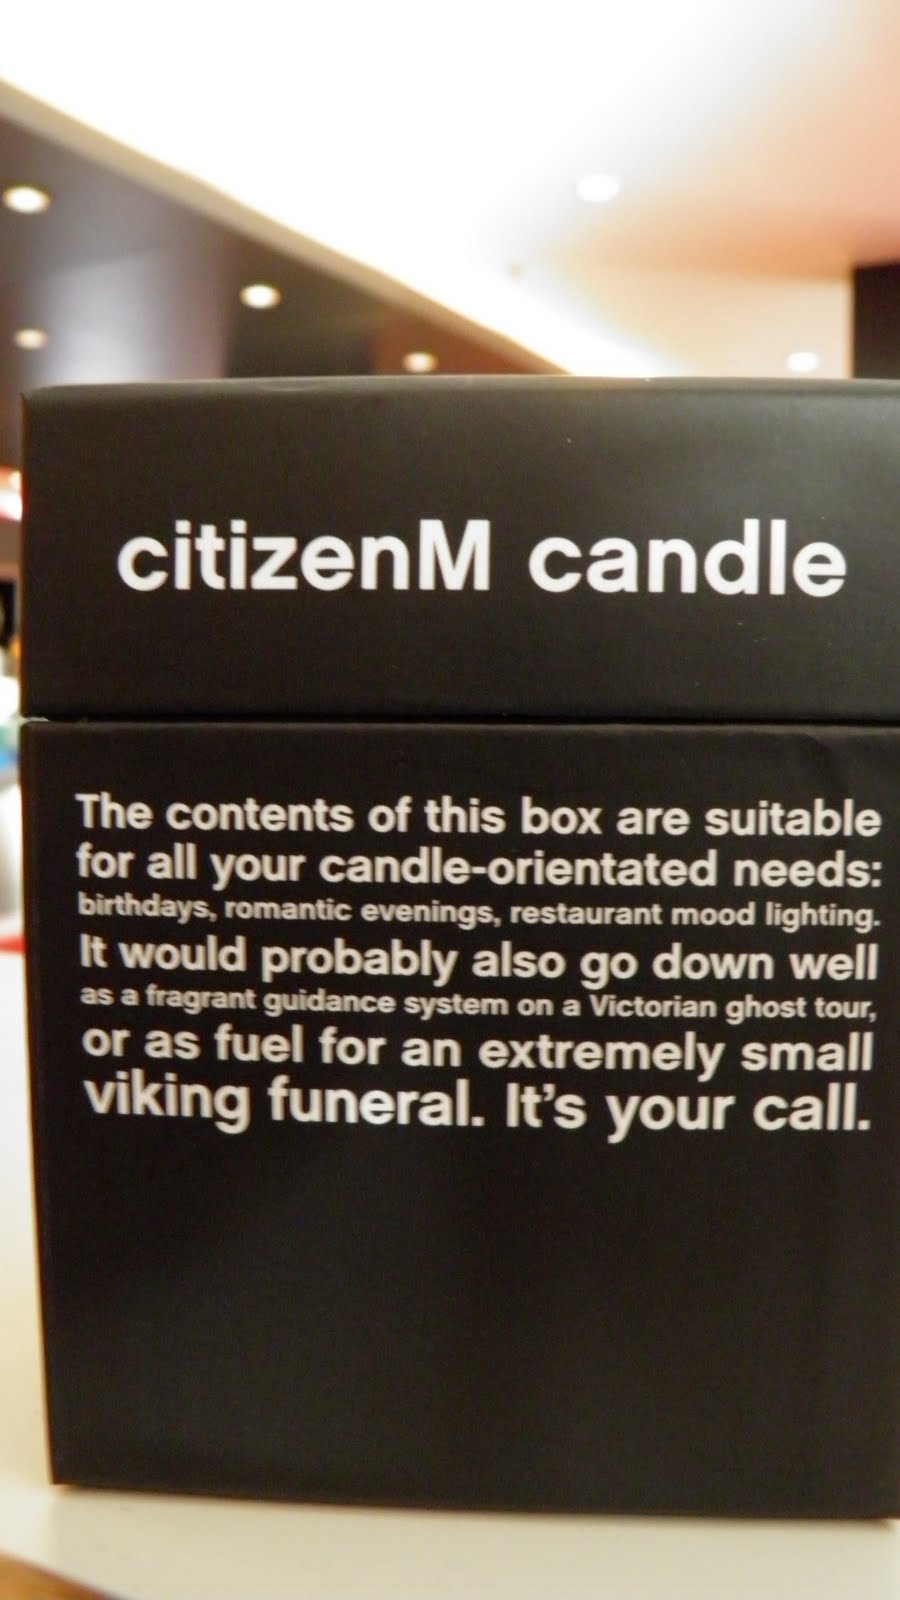 citizenM candle
The contents of this box are suitable
for all your candle-orientated needs:
birthdays, romantic evenings, restaurant mood lighting.
It would probably also go down well
as a fragrant guidance system on a Victorian ghost tour,
or as fuel for an extremely small
viking funeral. It's your call.